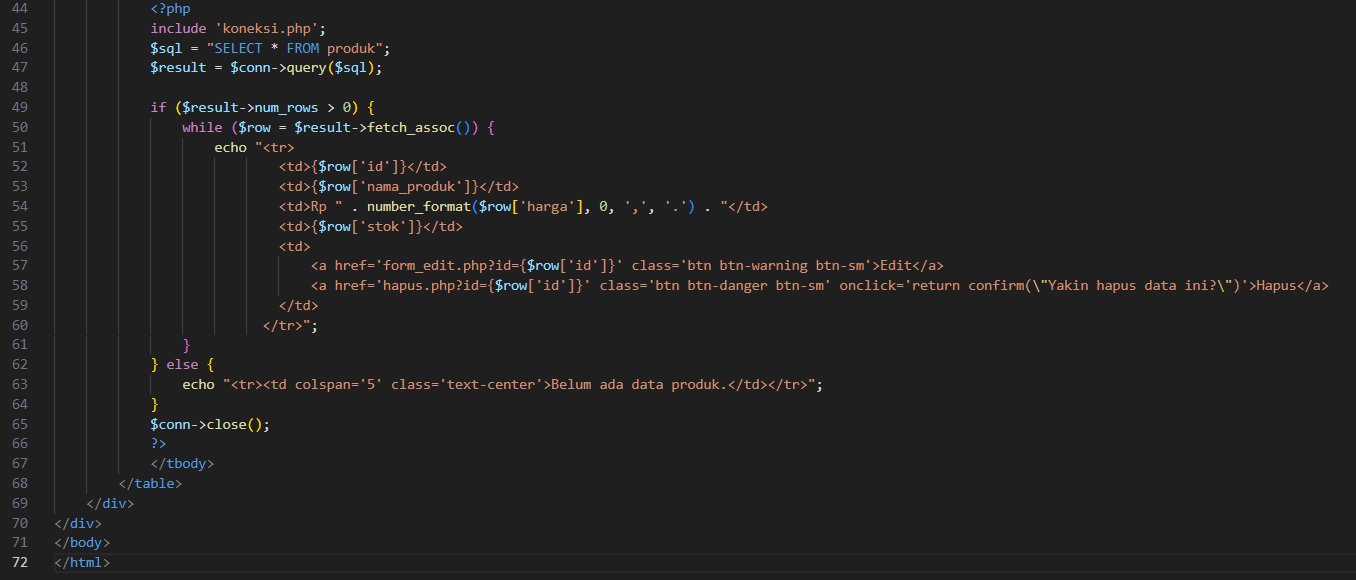 44 <?php
45 include 'koneksi.php';
46 $sql = "SELECT * FROM produk";
47 $result = $conn->query($sql);
48
49 if ($result->num_rows > 0) {
50 while ($row = $result->fetch_assoc()) {
51 echo "<tr>
52 <td>{$row['id']}</td>
53 <td>{$row['nama_produk']}</td>
54 <td>Rp " . number_format($row['harga'], 0, ',', '.') . "</td>
55 <td>{$row['stok']}</td>
56 <td>
57 <a href='form_edit.php?id={$row['id']}' class='btn btn-warning btn-sm'>Edit</a>
58 <a href='hapus.php?id={$row['id']}' class='btn btn-danger btn-sm' onclick='return confirm(\"Yakin hapus data ini?\")'>Hapus</a>
59 </td>
60 </tr>";
61 }
62 } else {
63 echo "<tr><td colspan='5' class='text-center'>Belum ada data produk.</td></tr>";
64 }
65 $conn->close();
66 ?>
67 </tbody>
68 </table>
69 </div>
70 </div>
71 </body>
72 </html>